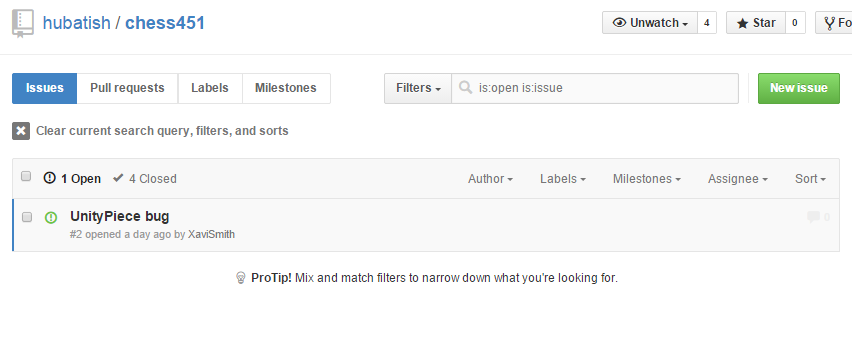 hubatish / chess451 Unwatch 4 Star 0 Fo
Issues Pull requests Labels Milestones Filters is:open is:issue New issue
Clear current search query, filters, and sorts
1 Open 4 Closed Author Labels Milestones Assignee Sort
UnityPiece bug 0
#2 opened a day ago by XaviSmith
ProTip! Mix and match filters to narrow down what you're looking for.